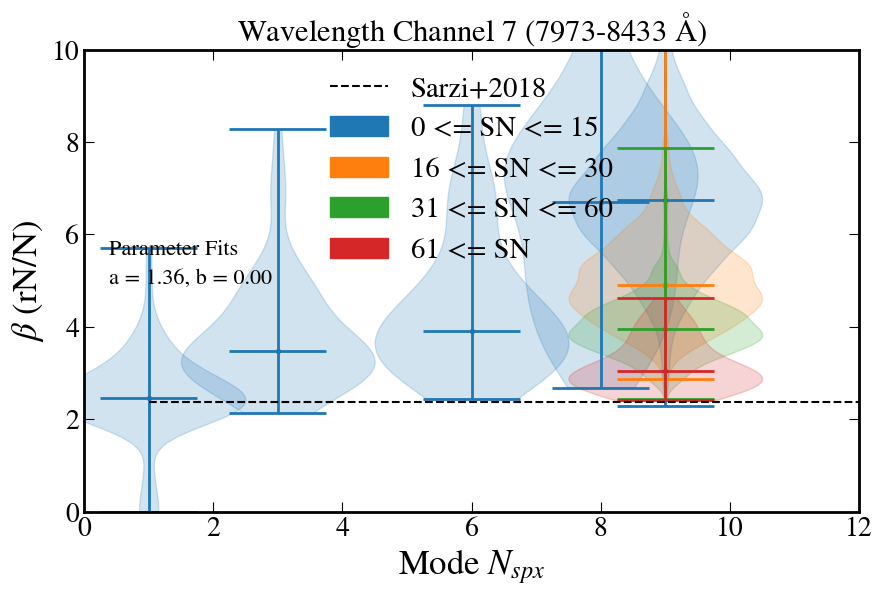 Wavelength Channel 7 (7973-8433 Å)
10
8
6
4
2
0
β (rN/N)
Sarzi+2018
0 <= SN <= 15
16 <= SN <= 30
31 <= SN <= 60
61 <= SN
Parameter Fits
a = 1.36, b = 0.00
0 2 4 6 8 10 12
Mode N_{spx}